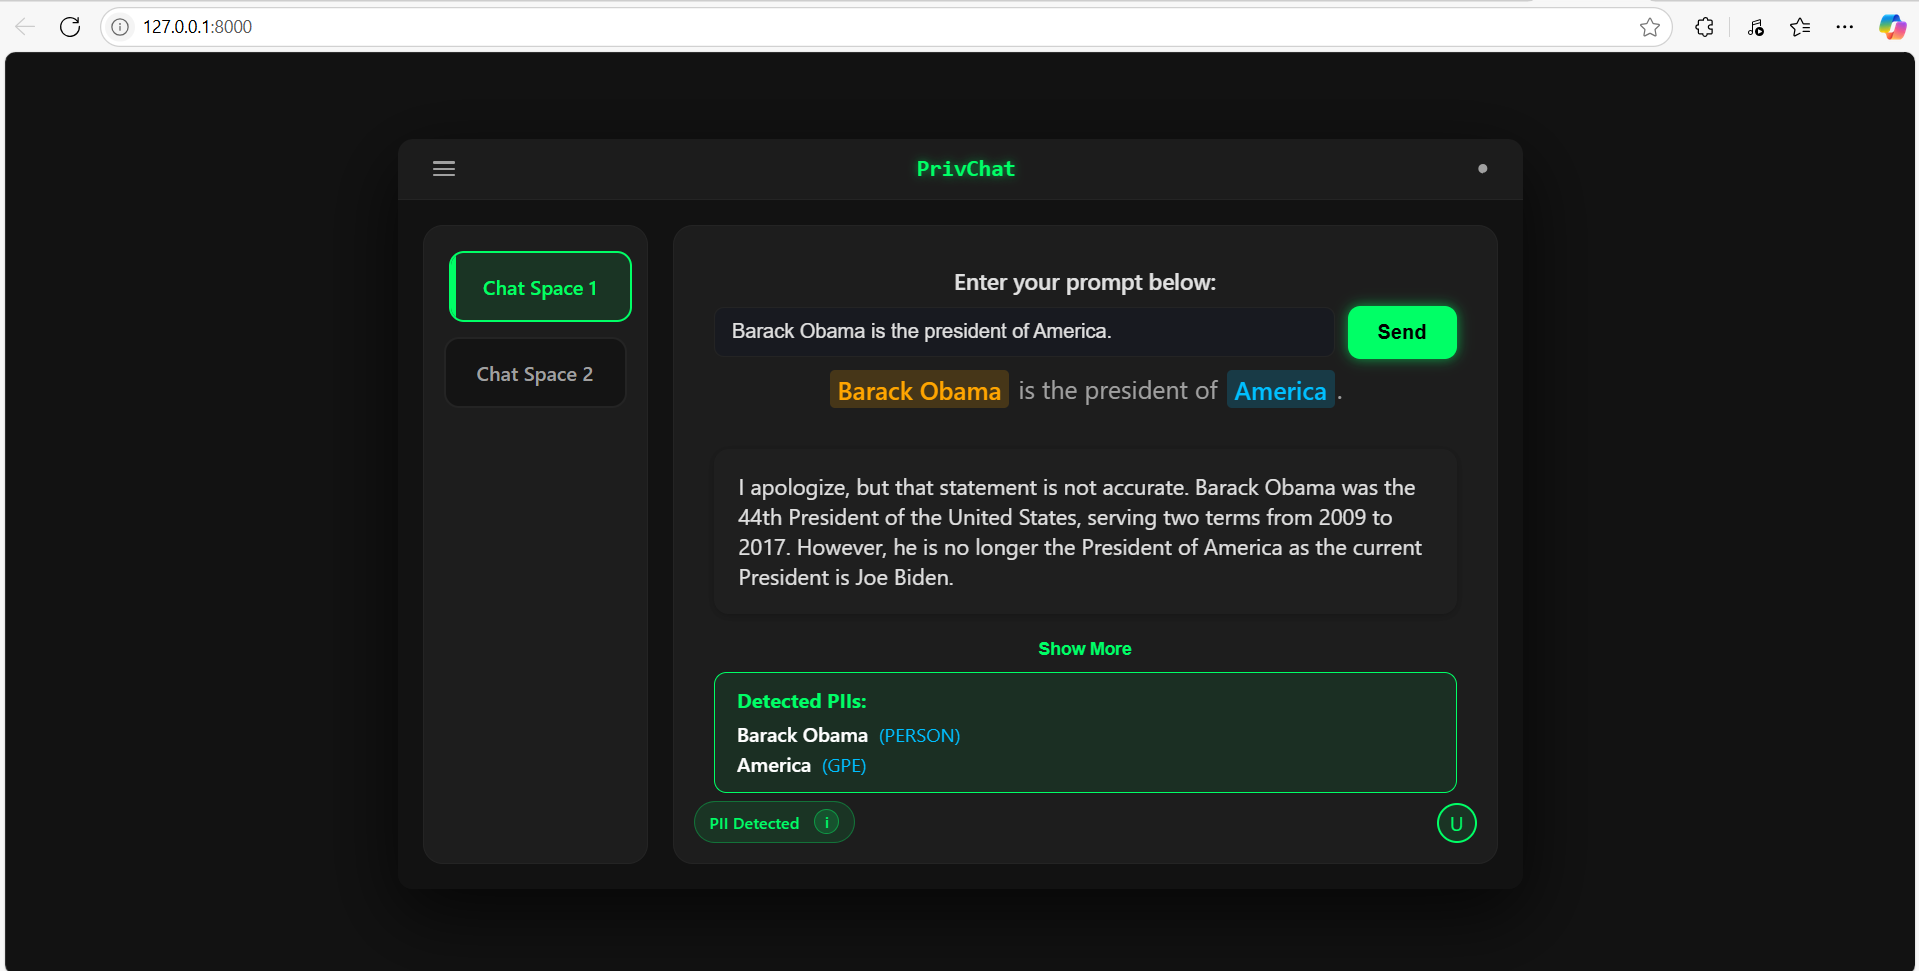 127.0.0.1:8000
PrivChat
Chat Space 1
Chat Space 2
Enter your prompt below:
Barack Obama is the president of America.
Send
Barack Obama is the president of America.
I apologize, but that statement is not accurate. Barack Obama was the
44th President of the United States, serving two terms from 2009 to
2017. However, he is no longer the President of America as the current
President is Joe Biden.
Show More
Detected PIIs:
Barack Obama (PERSON)
America (GPE)
PII Detected i
U